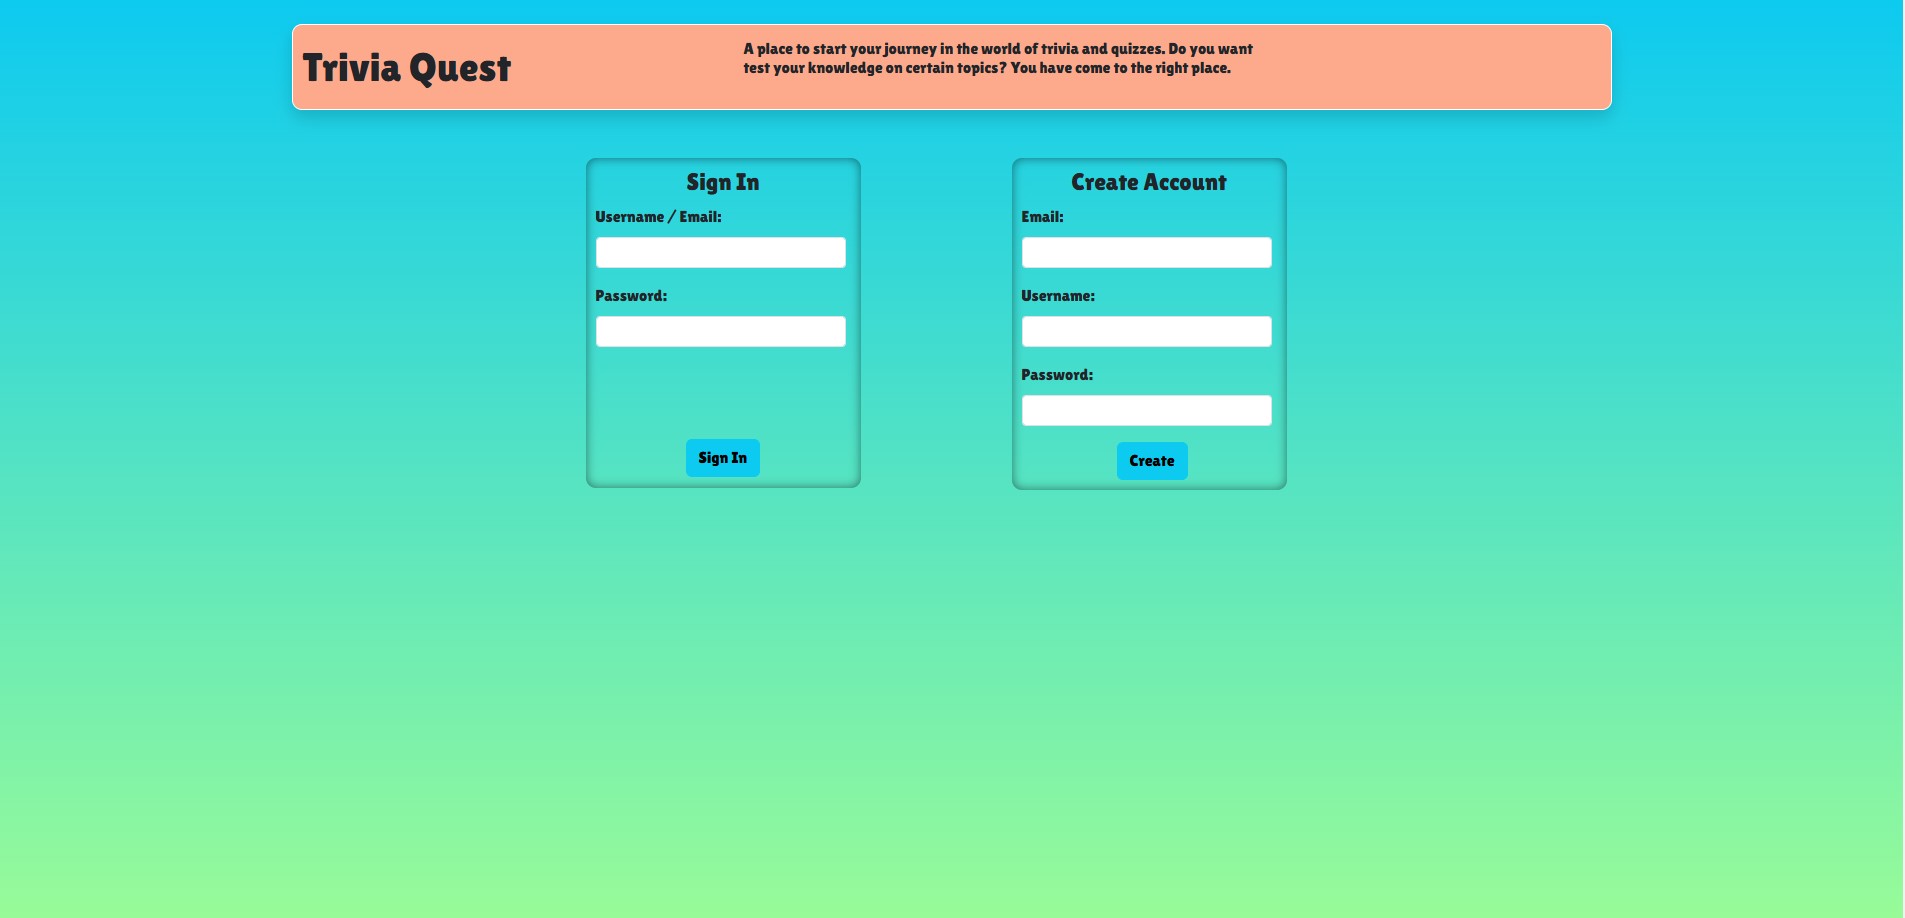 Trivia Quest
A place to start your journey in the world of trivia and quizzes. Do you want
test your knowledge on certain topics? You have come to the right place.
Sign In
Username / Email:
Password:
Sign In
Create Account
Email:
Username:
Password:
Create